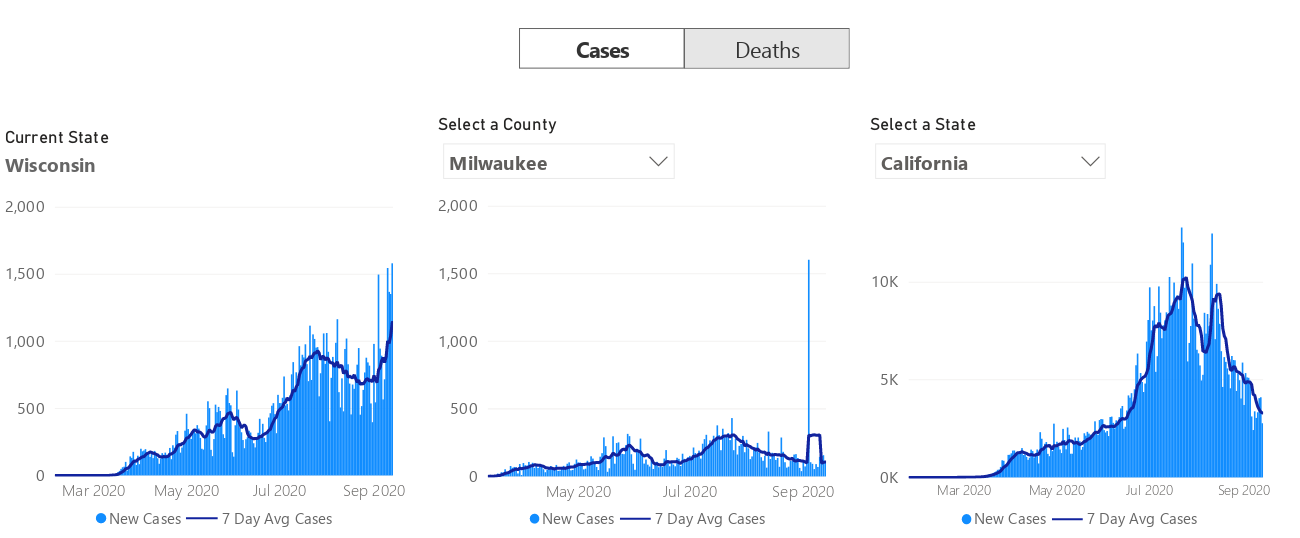 Cases Deaths
Current State
Wisconsin
2,000
1,500
1,000
500
0
Mar 2020 May 2020 Jul 2020 Sep 2020
New Cases 7 Day Avg Cases
Select a County
Milwaukee
2,000
1,500
1,000
500
0
May 2020 Jul 2020 Sep 2020
New Cases 7 Day Avg Cases
Select a State
California
10K
5K
0K
Mar 2020 May 2020 Jul 2020 Sep 2020
New Cases 7 Day Avg Cases